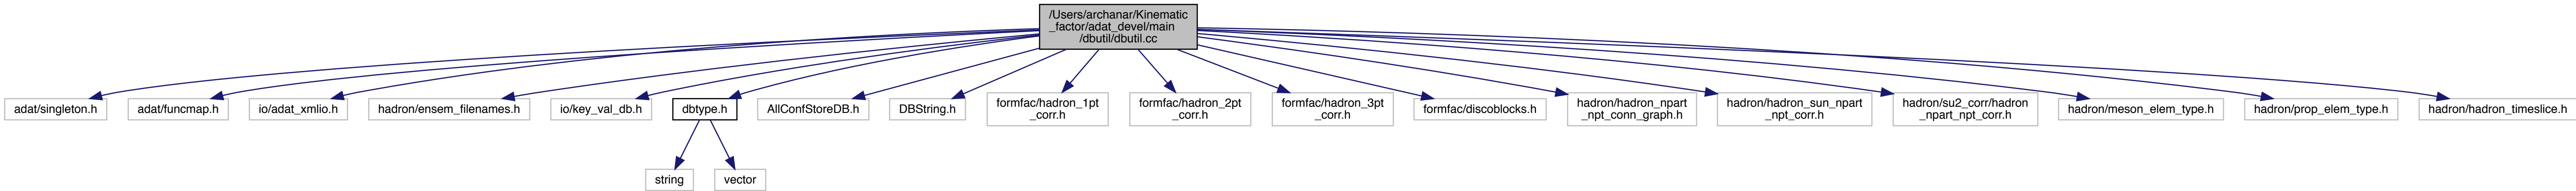 /Users/archanar/Kinematic
_factor/adat_devel/main
/dbutil/dbutil.cc
adat/singleton.h
adat/funcmap.h
io/adat_xmlio.h
hadron/ensem_filenames.h
io/key_val_db.h
dbtype.h
AllConfStoreDB.h
DBString.h
formfac/hadron_1pt
_corr.h
formfac/hadron_2pt
_corr.h
formfac/hadron_3pt
_corr.h
formfac/discoblocks.h
hadron/hadron_npart
_npt_conn_graph.h
hadron/hadron_sun_npart
_npt_corr.h
hadron/su2_corr/hadron
_npart_npt_corr.h
hadron/meson_elem_type.h
hadron/prop_elem_type.h
hadron/hadron_timeslice.h
string
vector